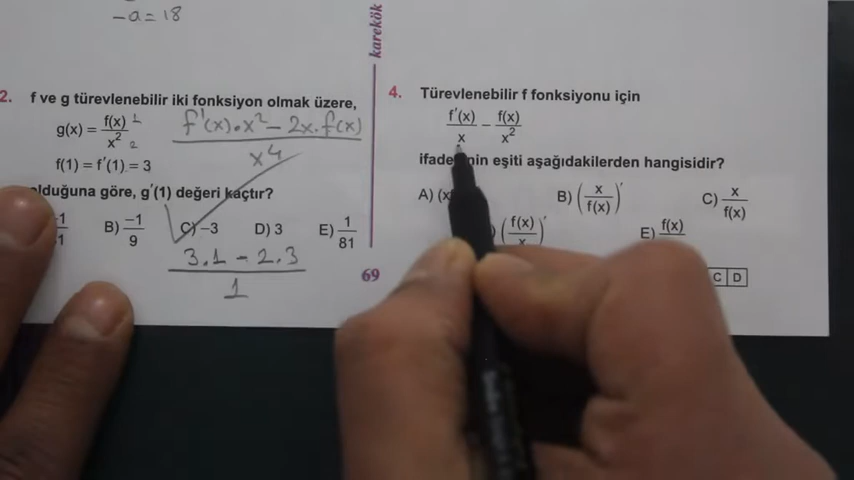 -a = 18
karekök
2. f ve g türevlenebilir iki fonksiyon olmak üzere,
g(x) = f(x)/x²
1
2
f'(x)•x² - 2x.f(x)
x⁴
f(1) = f'(1) = 3
olduğuna göre, g'(1) değeri kaçtır?
B) -1/9 C) -3 D) 3 E) 1/81
3.1 - 2.3
1
69
4. Türevlenebilir f fonksiyonu için
f'(x)/x - f(x)/x²
eşiti aşağıdakilerden hangisidir?
A) B) (x/f(x))' C) x/f(x)
(f(x)/x)' E) f(x)
C D